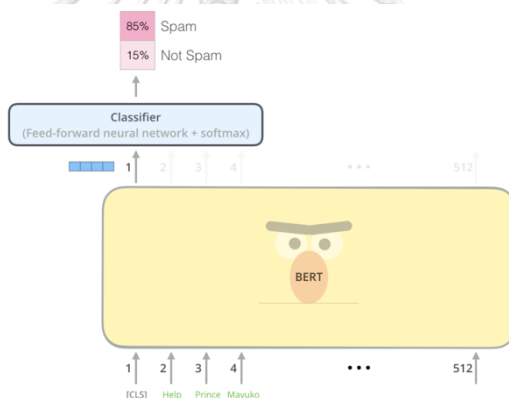 85% Spam
15% Not Spam
Classifier
(Feed-forward neural network + softmax)
1 2 3 4 ••• 512
BERT
1 2 3 4 ••• 512
[CLS] Help Prince Mayuko